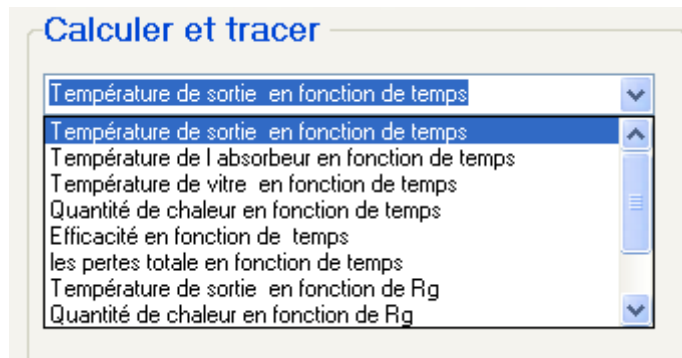 Calculer et tracer
Température de sortie en fonction de temps
Température de sortie en fonction de temps
Température de l absorbeur en fonction de temps
Température de vitre en fonction de temps
Quantité de chaleur en fonction de temps
Efficacité en fonction de temps
les pertes totale en fonction de temps
Température de sortie en fonction de Rg
Quantité de chaleur en fonction de Rg